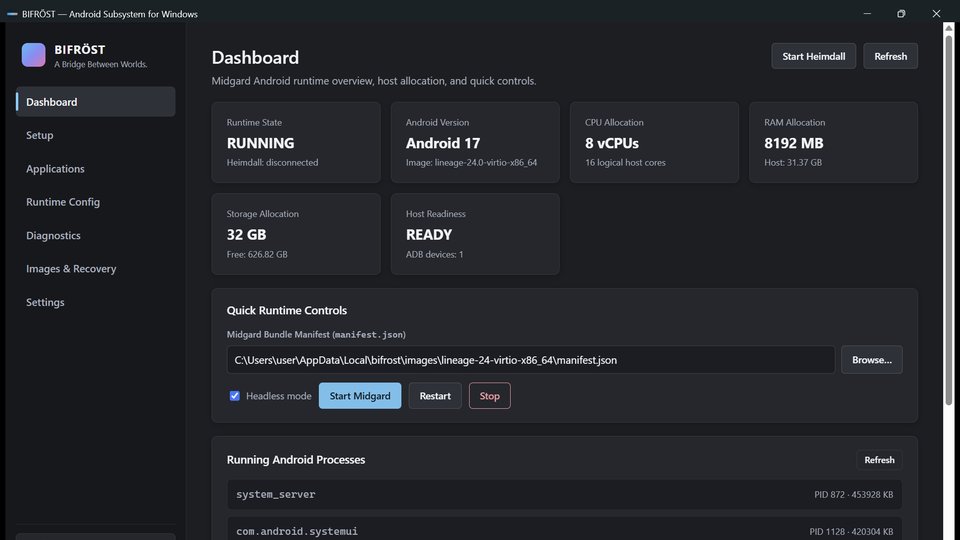 BIFRÖST — Android Subsystem for Windows
BIFRÖST
A Bridge Between Worlds.
Dashboard
Setup
Applications
Runtime Config
Diagnostics
Images & Recovery
Settings
Dashboard
Midgard Android runtime overview, host allocation, and quick controls.
Start Heimdall
Refresh
Runtime State
RUNNING
Heimdall: disconnected
Android Version
Android 17
Image: lineage-24.0-virtio-x86_64
CPU Allocation
8 vCPUs
16 logical host cores
RAM Allocation
8192 MB
Host: 31.37 GB
Storage Allocation
32 GB
Free: 626.82 GB
Host Readiness
READY
ADB devices: 1
Quick Runtime Controls
Midgard Bundle Manifest (manifest.json)
C:\Users\user\AppData\Local\bifrost\images\lineage-24-virtio-x86_64\manifest.json
Browse...
Headless mode
Start Midgard
Restart
Stop
Running Android Processes
Refresh
system_server
PID 872 · 453928 KB
com.android.systemui
PID 1128 · 420304 KB